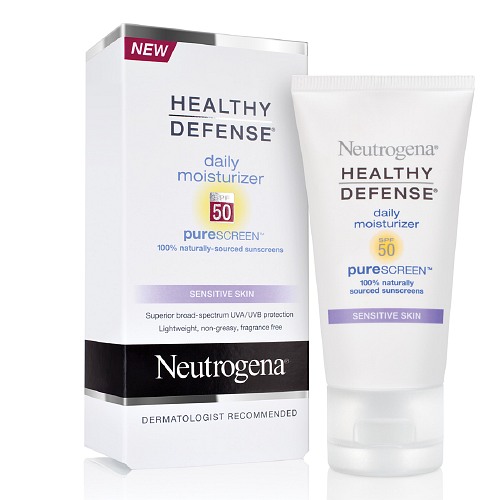 NEW
HEALTHY
DEFENSE®
daily
moisturizer
SPF
50
pureSCREEN™
100% naturally-sourced sunscreens
SENSITIVE SKIN
Superior broad-spectrum UVA/UVB protection
Lightweight, non-greasy, fragrance free
Neutrogena®
DERMATOLOGIST RECOMMENDED
Neutrogena®
HEALTHY
DEFENSE®
daily
moisturizer
SPF
50
pureSCREEN™
100% naturally
sourced sunscreens
SENSITIVE SKIN